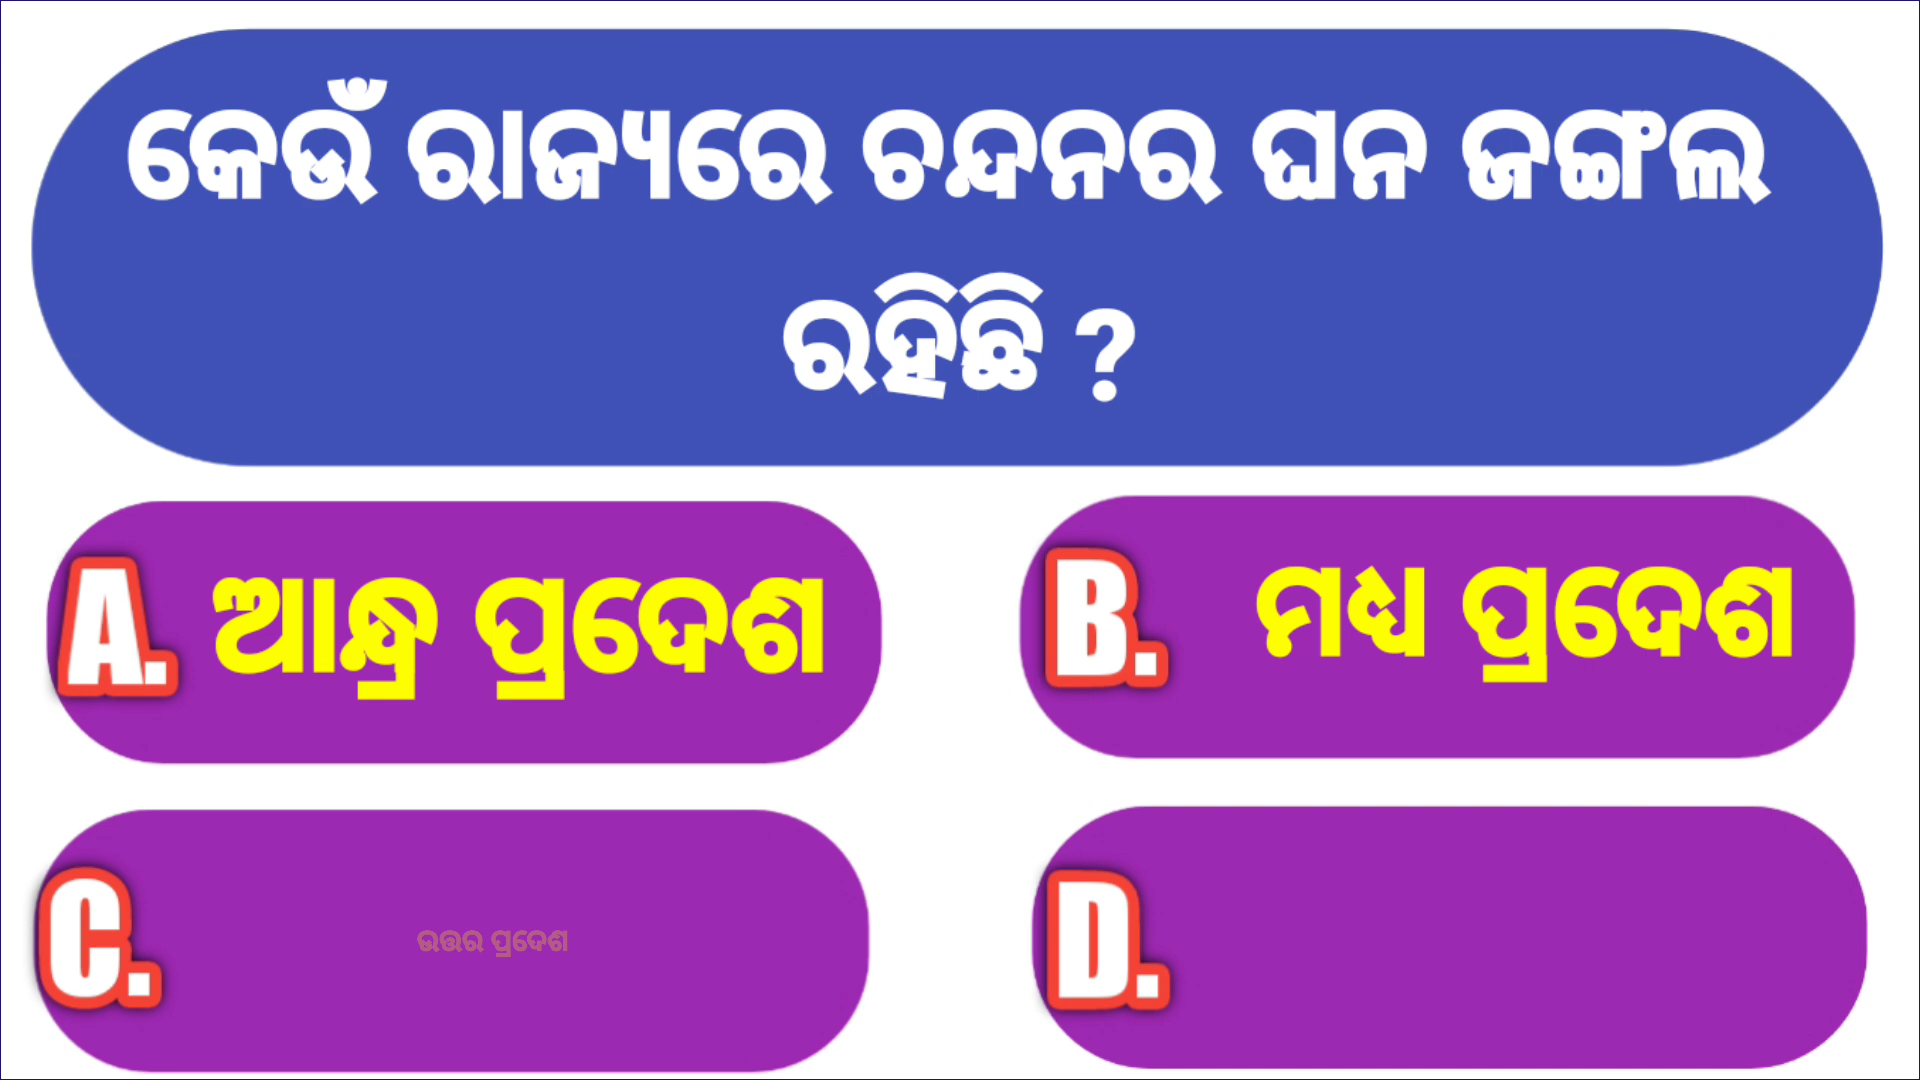 କେଉଁ ରାଜ୍ୟରେ ଚନ୍ଦନର ଘନ ଜଙ୍ଗଲ
ରହିଛି ?
A. ଆନ୍ଧ୍ର ପ୍ରଦେଶ
B. ମଧ୍ୟ ପ୍ରଦେଶ
C. ଉତ୍ତର ପ୍ରଦେଶ
D.